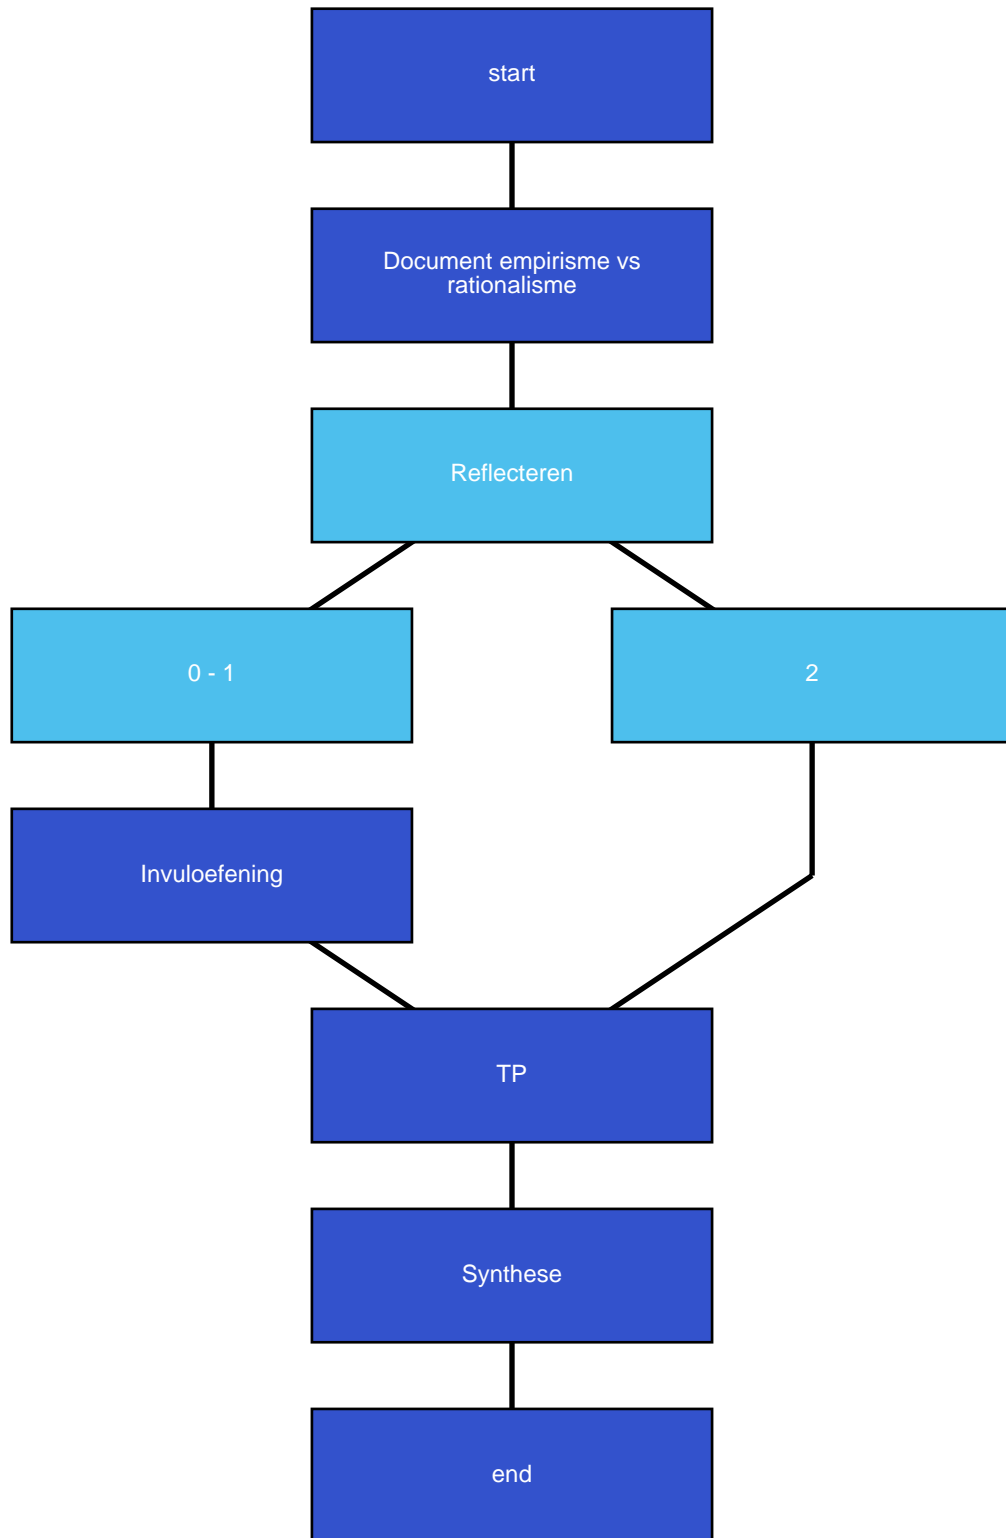 start
Document empirisme vs
rationalisme
Reflecteren
0 - 1
2
Invuloefening
TP
Synthese
end